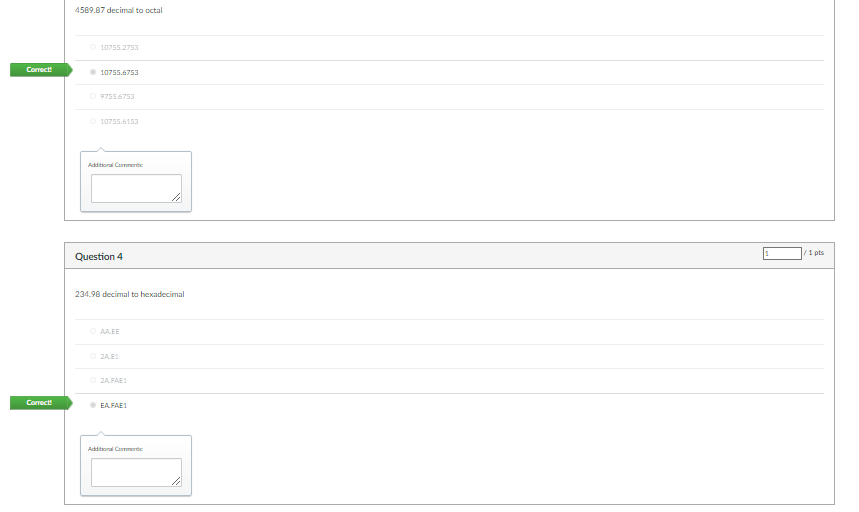 4589.87 decimal to octal
10755.2753
Correct!
10755.6753
9755.6753
10755.6153
Additional Comments:
Question 4
1 / 1 pts
234.98 decimal to hexadecimal
AA.EE
2A.E1
2A.FAE1
Correct!
EA.FAE1
Additional Comments: